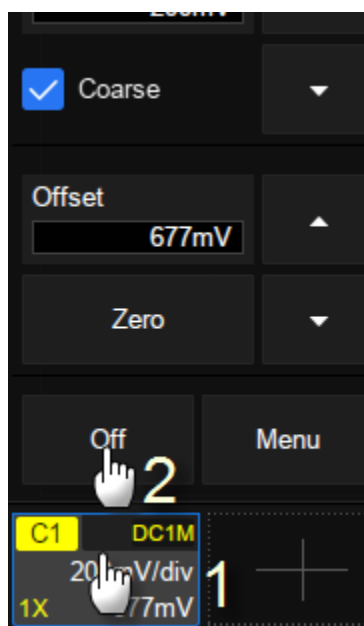 Coarse
Offset
677mV
Zero
Off
Menu
2
C1 DC1M
1
1X